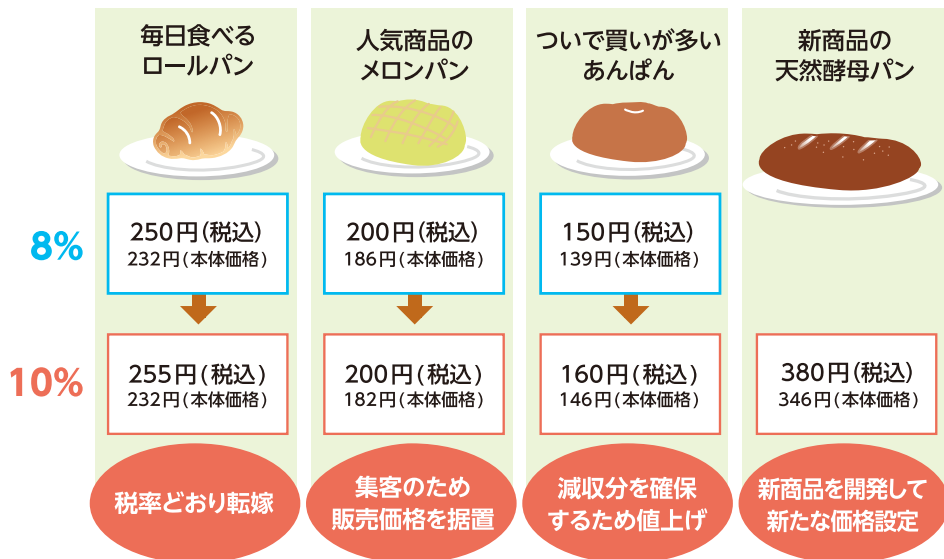 毎日食べる
ロールパン
人気商品の
メロンパン
ついで買いが多い
あんぱん
新商品の
天然酵母パン
8%
250円(税込)
232円(本体価格)
200円(税込)
186円(本体価格)
150円(税込)
139円(本体価格)
10%
255円(税込)
232円(本体価格)
200円(税込)
182円(本体価格)
160円(税込)
146円(本体価格)
380円(税込)
346円(本体価格)
税率どおり転嫁
集客のため
販売価格を据置
減収分を確保
するため値上げ
新商品を開発して
新たな価格設定